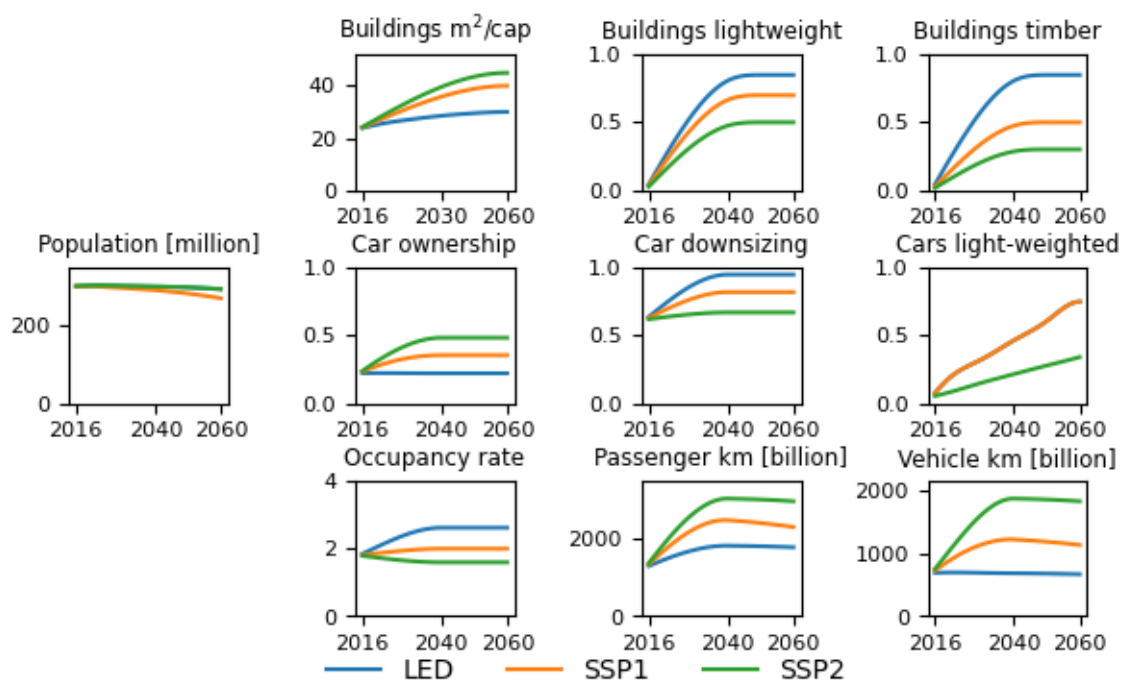 Buildings m²/cap
Buildings lightweight
Buildings timber
40
20
0
2016 2030 2060
1.0
0.5
0.0
2016 2040 2060
1.0
0.5
0.0
2016 2040 2060
Population [million]
Car ownership
Car downsizing
Cars light-weighted
200
0
2016 2040 2060
1.0
0.5
0.0
2016 2040 2060
1.0
0.5
0.0
2016 2040 2060
1.0
0.5
0.0
2016 2040 2060
Occupancy rate
Passenger km [billion]
Vehicle km [billion]
4
2
0
2016 2040 2060
2000
0
2016 2040 2060
2000
1000
0
2016 2040 2060
LED SSP1 SSP2